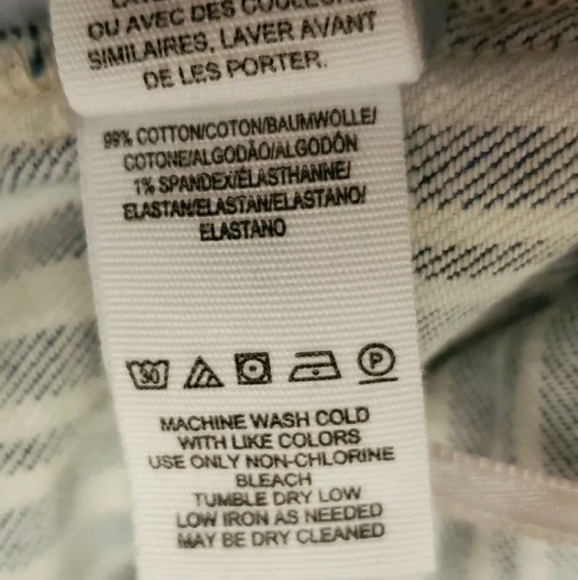 OU AVEC DES COULEURS
SIMILAIRES, LAVER AVANT
DE LES PORTER.
99% COTTON/COTON/BAUMWOLLE/
COTONE/ALGODÃO/ALGODÓN
1% SPANDEX/ÉLASTHANNE/
ELASTAN/ELASTAN/ELASTANO/
ELASTANO
30
P
MACHINE WASH COLD
WITH LIKE COLORS
USE ONLY NON-CHLORINE
BLEACH
TUMBLE DRY LOW
LOW IRON AS NEEDED
MAY BE DRY CLEANED